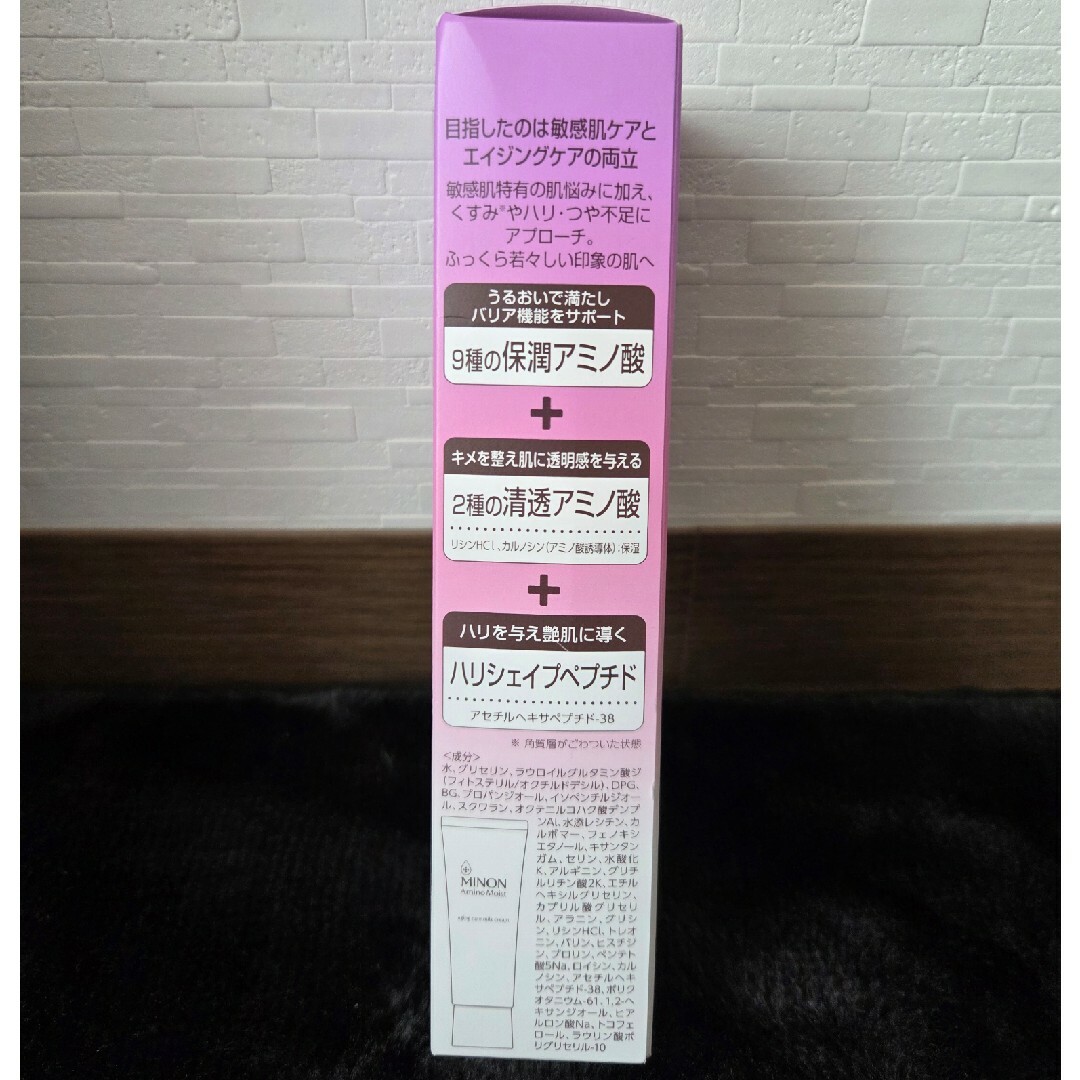 目指したのは敏感肌ケアと
エイジングケアの両立
敏感肌特有の肌悩みに加え、
くすみ※やハリ・つや不足に
アプローチ。
ふっくら若々しい印象の肌へ
うるおいで満たし
バリア機能をサポート
9種の保潤アミノ酸
+
キメを整え肌に透明感を与える
2種の清透アミノ酸
リシンHCl、カルノシン(アミノ酸誘導体):保湿
+
ハリを与え艶肌に導く
ハリシェイプペプチド
アセチルヘキサペプチド-38
※ 角質層がごわついた状態
<成分>
水、グリセリン、ラウロイルグルタミン酸ジ
(フィトステリル/オクチルドデシル)、DPG、
BG、プロパンジオール、イソペンチルジオー
ル、スクワラン、オクテニルコハク酸デンプ
ンAl、水添レシチン、カ
ルボマー、フェノキシ
エタノール、キサンタン
ガム、セリン、水酸化
K、アルギニン、グリチ
ルリチン酸2K、エチル
ヘキシルグリセリン、
カプリル酸グリセリ
ル、アラニン、グリシ
ン、リシンHCl、トレオ
ニン、バリン、ヒスチジ
ン、プロリン、ペンテト
酸5Na、ロイシン、カル
ノシン、アセチルヘキ
サペプチド-38、ポリク
オタニウム-61、1,2-ヘ
キサンジオール、ヒア
ルロン酸Na、トコフェ
ロール、ラウリン酸ポ
リグリセリル-10
MINON
Amino Moist
aging care milk cream